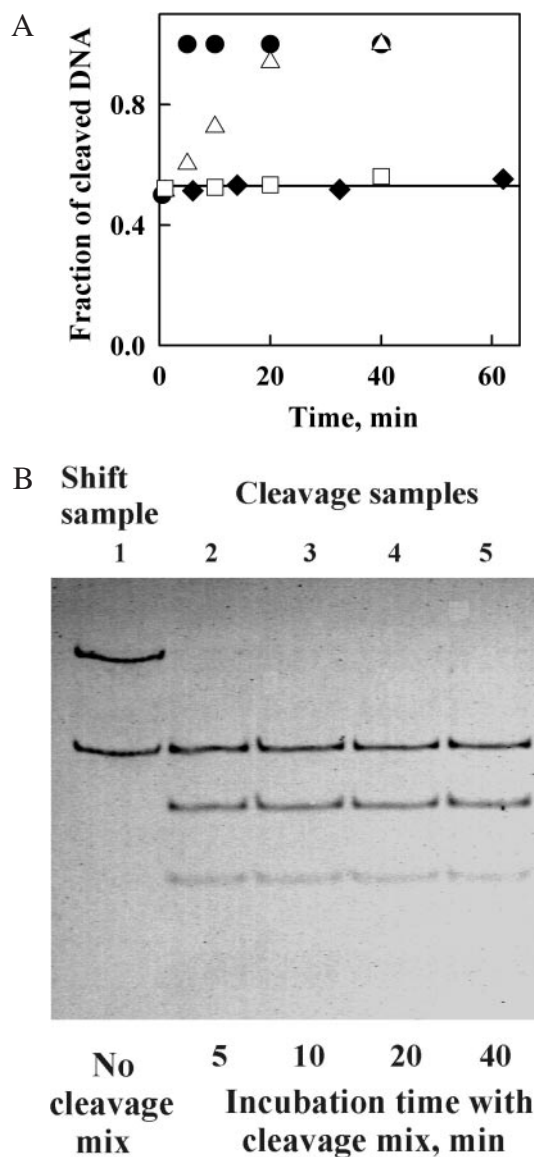 A
Fraction of cleaved DNA
0.8
0.4
0.0
0 20 40 60
Time, min
B
Shift
sample
Cleavage samples
1 2 3 4 5
No
cleavage
mix
5 10 20 40
Incubation time with
cleavage mix, min